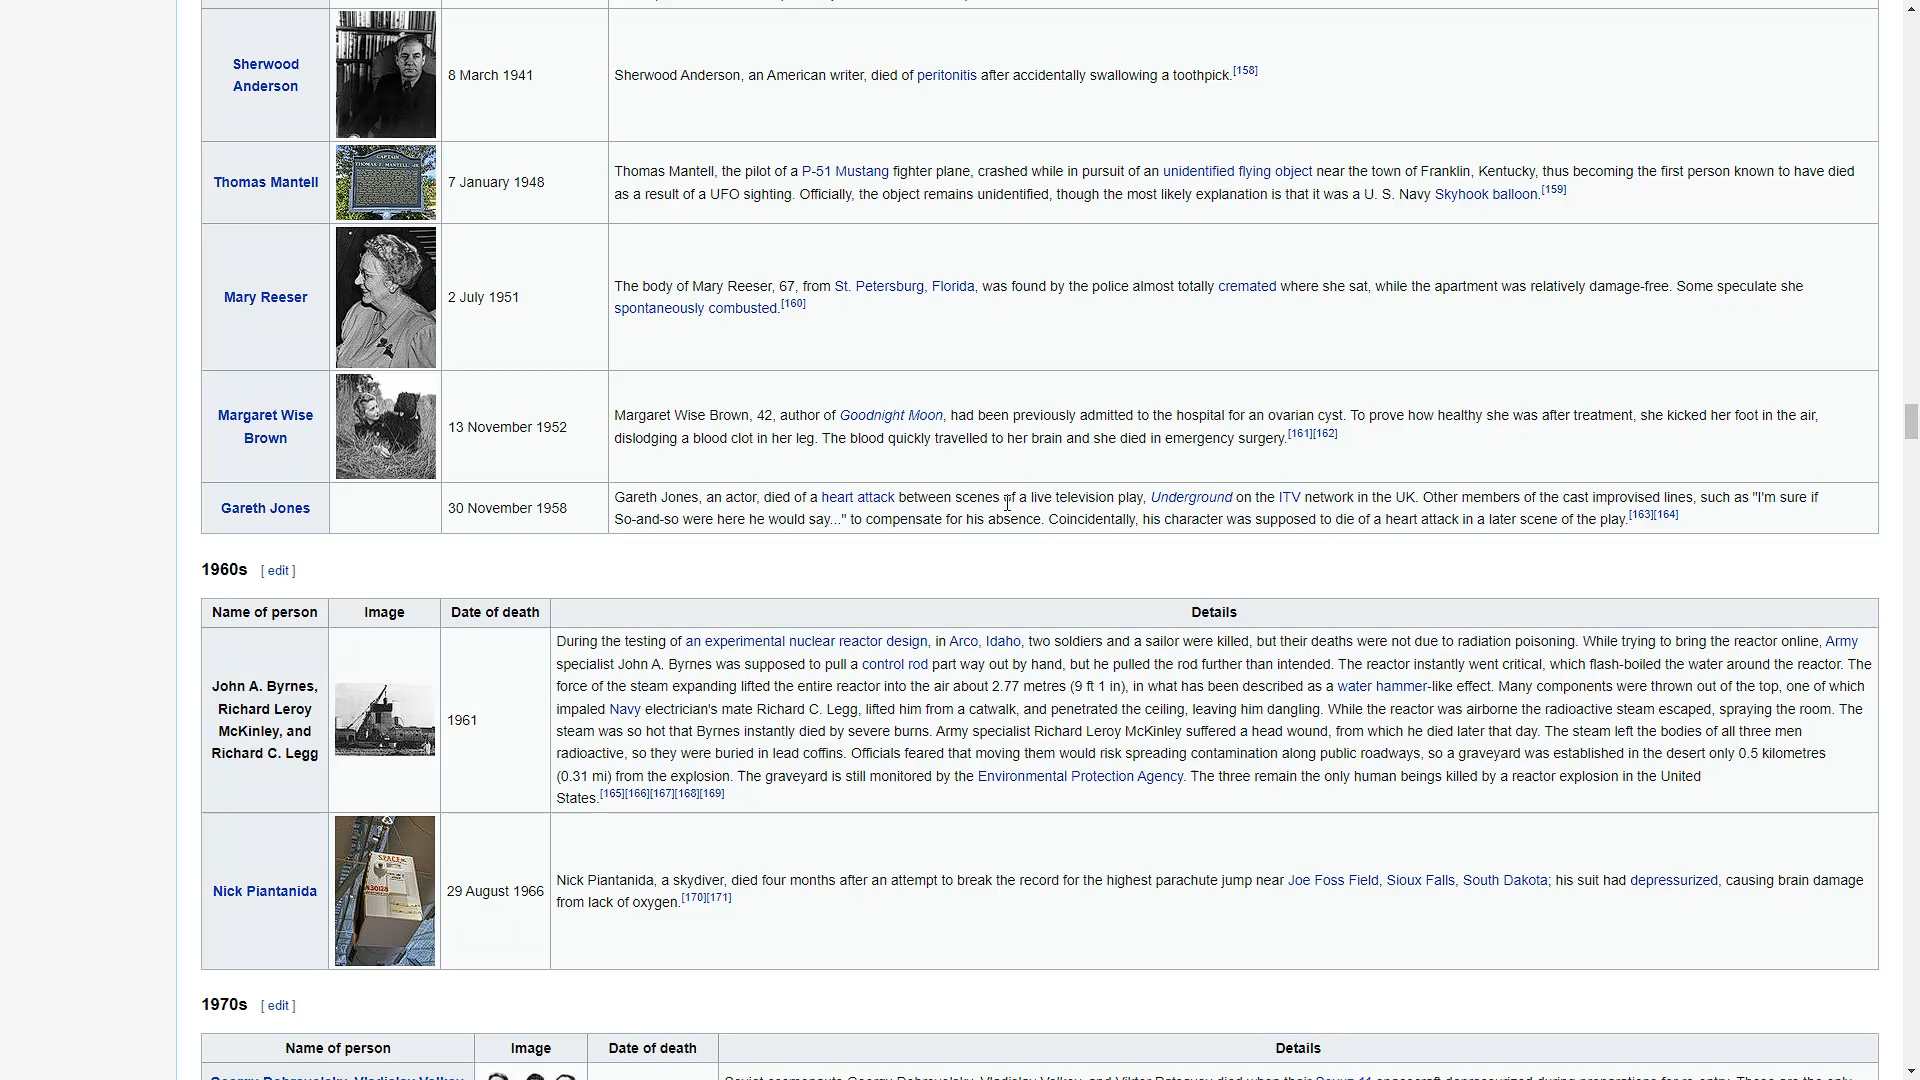 Sherwood
Anderson
8 March 1941
Sherwood Anderson, an American writer, died of peritonitis after accidentally swallowing a toothpick.[158]
CAPTAIN
THOMAS F. MANTELL, JR.
Thomas Mantell
7 January 1948
Thomas Mantell, the pilot of a P-51 Mustang fighter plane, crashed while in pursuit of an unidentified flying object near the town of Franklin, Kentucky, thus becoming the first person known to have died
as a result of a UFO sighting. Officially, the object remains unidentified, though the most likely explanation is that it was a U. S. Navy Skyhook balloon.[159]
Mary Reeser
2 July 1951
The body of Mary Reeser, 67, from St. Petersburg, Florida, was found by the police almost totally cremated where she sat, while the apartment was relatively damage-free. Some speculate she
spontaneously combusted.[160]
Margaret Wise
Brown
13 November 1952
Margaret Wise Brown, 42, author of Goodnight Moon, had been previously admitted to the hospital for an ovarian cyst. To prove how healthy she was after treatment, she kicked her foot in the air,
dislodging a blood clot in her leg. The blood quickly travelled to her brain and she died in emergency surgery.[161][162]
Gareth Jones
30 November 1958
Gareth Jones, an actor, died of a heart attack between scenes of a live television play, Underground on the ITV network in the UK. Other members of the cast improvised lines, such as "I'm sure if
So-and-so were here he would say..." to compensate for his absence. Coincidentally, his character was supposed to die of a heart attack in a later scene of the play.[163][164]
1960s [ edit ]
Name of person Image Date of death Details
John A. Byrnes,
Richard Leroy
McKinley, and
Richard C. Legg
1961
During the testing of an experimental nuclear reactor design, in Arco, Idaho, two soldiers and a sailor were killed, but their deaths were not due to radiation poisoning. While trying to bring the reactor online, Army
specialist John A. Byrnes was supposed to pull a control rod part way out by hand, but he pulled the rod further than intended. The reactor instantly went critical, which flash-boiled the water around the reactor. The
force of the steam expanding lifted the entire reactor into the air about 2.77 metres (9 ft 1 in), in what has been described as a water hammer-like effect. Many components were thrown out of the top, one of which
impaled Navy electrician's mate Richard C. Legg, lifted him from a catwalk, and penetrated the ceiling, leaving him dangling. While the reactor was airborne the radioactive steam escaped, spraying the room. The
steam was so hot that Byrnes instantly died by severe burns. Army specialist Richard Leroy McKinley suffered a head wound, from which he died later that day. The steam left the bodies of all three men
radioactive, so they were buried in lead coffins. Officials feared that moving them would risk spreading contamination along public roadways, so a graveyard was established in the desert only 0.5 kilometres
(0.31 mi) from the explosion. The graveyard is still monitored by the Environmental Protection Agency. The three remain the only human beings killed by a reactor explosion in the United
States.[165][166][167][168][169]
Nick Piantanida
29 August 1966
Nick Piantanida, a skydiver, died four months after an attempt to break the record for the highest parachute jump near Joe Foss Field, Sioux Falls, South Dakota; his suit had depressurized, causing brain damage
from lack of oxygen.[170][171]
1970s [ edit ]
Name of person Image Date of death Details